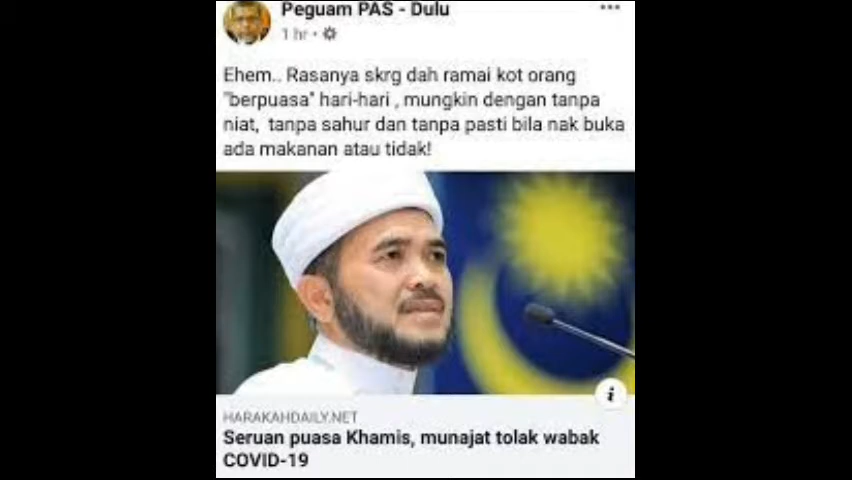 Peguam PAS - Dulu
1 hr
Ehem.. Rasanya skrg dah ramai kot orang
"berpuasa" hari-hari , mungkin dengan tanpa
niat, tanpa sahur dan tanpa pasti bila nak buka
ada makanan atau tidak!
HARAKAHDAILY.NET
Seruan puasa Khamis, munajat tolak wabak
COVID-19